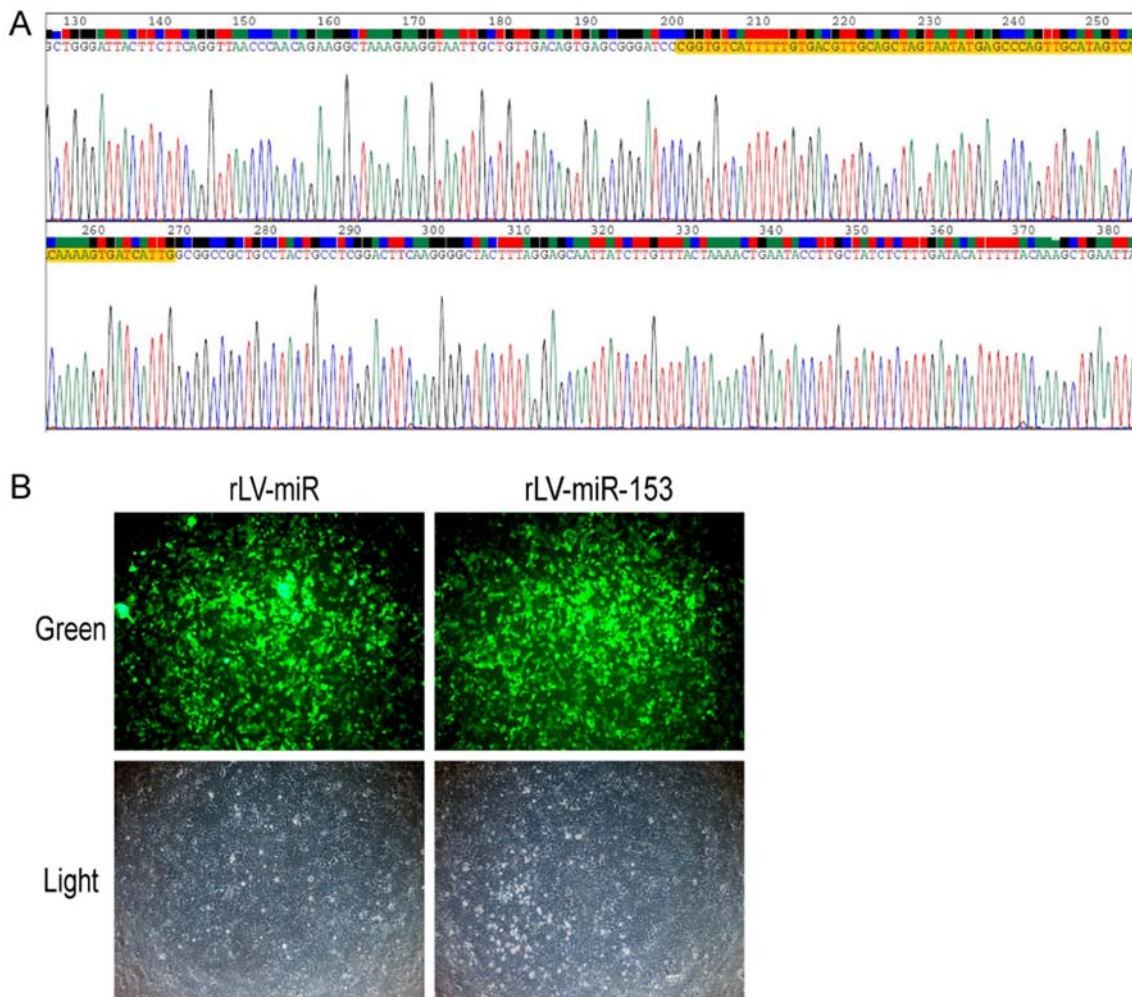 A
130 140 150 160 170 180 190 200 210 220 230 240 250
GCTGGGATTACTTCTTCAGGTTAACCCAACAGAAGGCTAAAGAAGGTAATTGCTGTTGACAGTGAGCGGGATCCCGGTGTCATTTTTGTGACGTTGCAGCTAGTAATATGAGCCCAGTTGCATAGTCA
260 270 280 290 300 310 320 330 340 350 360 370 380
CAAAAGTGATCATTGGCGGCCGCTGCCTACTGCCTCGGACTTCAAGGGGCTACTTTAGGAGCAATTATCTTGTTTACTAAAACTGAATACCTTGCTATCTCTTTGATACATTTTTACAAAGCTGAATTA
B
rLV-miR rLV-miR-153
Green
Light